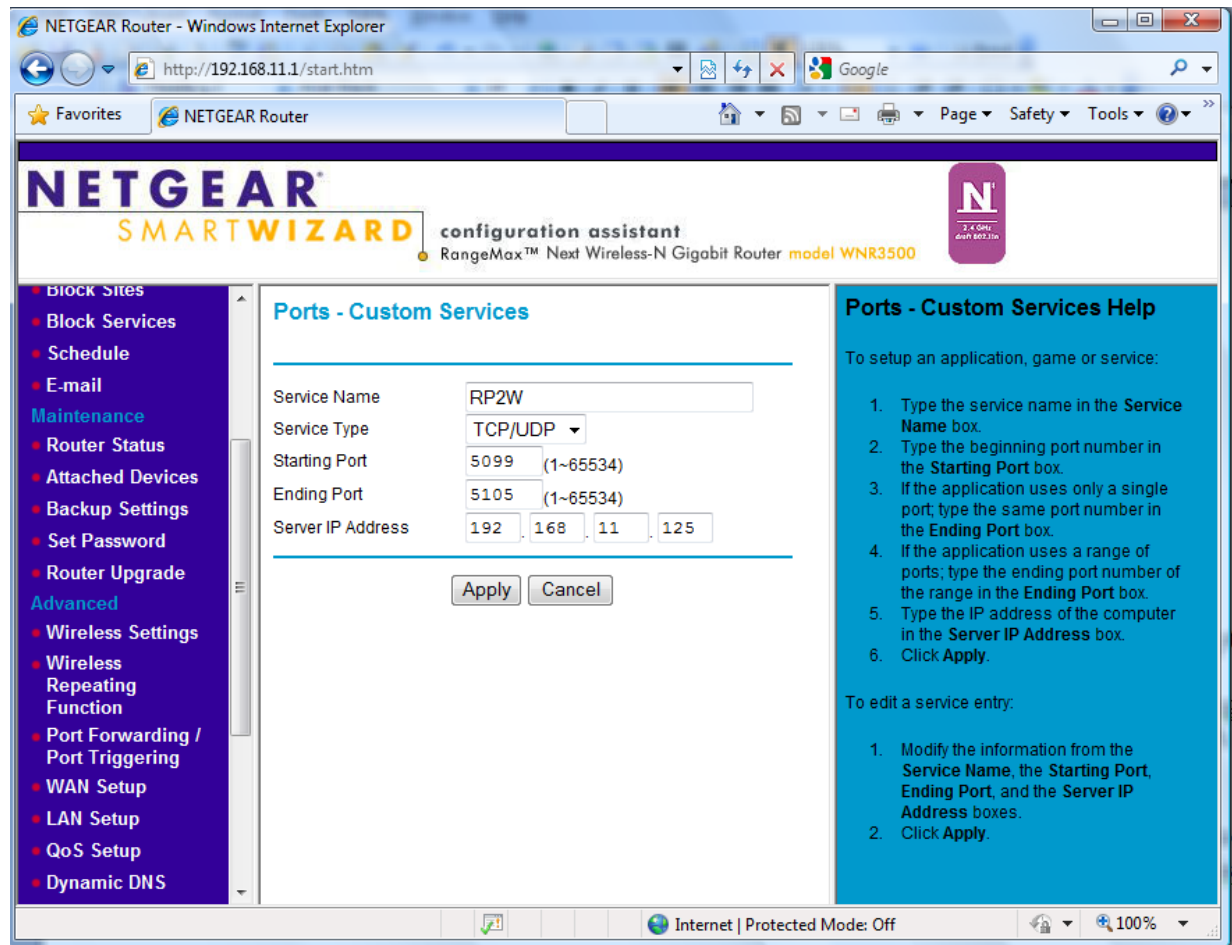 NETGEAR Router - Windows Internet Explorer
http://192.168.11.1/start.htm
Google
Favorites
NETGEAR Router
Page
Safety
Tools
NETGEAR
SMARTWIZARD
configuration assistant
RangeMax™ Next Wireless-N Gigabit Router model WNR3500
N
2.4 GHz
draft 802.11n
Block Sites
Block Services
Schedule
E-mail
Maintenance
Router Status
Attached Devices
Backup Settings
Set Password
Router Upgrade
Advanced
Wireless Settings
Wireless
Repeating
Function
Port Forwarding /
Port Triggering
WAN Setup
LAN Setup
QoS Setup
Dynamic DNS
Ports - Custom Services
Service Name RP2W
Service Type TCP/UDP
Starting Port 5099 (1~65534)
Ending Port 5105 (1~65534)
Server IP Address 192 . 168 . 11 . 125
Apply Cancel
Ports - Custom Services Help
To setup an application, game or service:
1. Type the service name in the Service
Name box.
2. Type the beginning port number in
the Starting Port box.
3. If the application uses only a single
port; type the same port number in
the Ending Port box.
4. If the application uses a range of
ports; type the ending port number of
the range in the Ending Port box.
5. Type the IP address of the computer
in the Server IP Address box.
6. Click Apply.
To edit a service entry:
1. Modify the information from the
Service Name, the Starting Port,
Ending Port, and the Server IP
Address boxes.
2. Click Apply.
Internet | Protected Mode: Off
100%